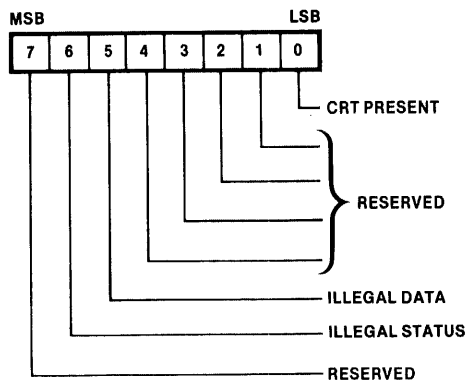 MSB LSB
7 6 5 4 3 2 1 0
CRT PRESENT
RESERVED
ILLEGAL DATA
ILLEGAL STATUS
RESERVED